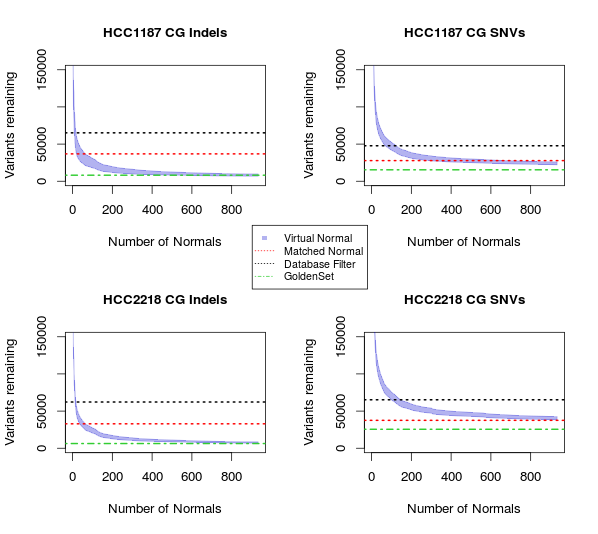 HCC1187 CG Indels
Variants remaining
0 50000 150000
0 200 400 600 800
Number of Normals
HCC1187 CG SNVs
Variants remaining
0 50000 150000
0 200 400 600 800
Number of Normals
Virtual Normal
Matched Normal
Database Filter
GoldenSet
HCC2218 CG Indels
Variants remaining
0 50000 150000
0 200 400 600 800
Number of Normals
HCC2218 CG SNVs
Variants remaining
0 50000 150000
0 200 400 600 800
Number of Normals